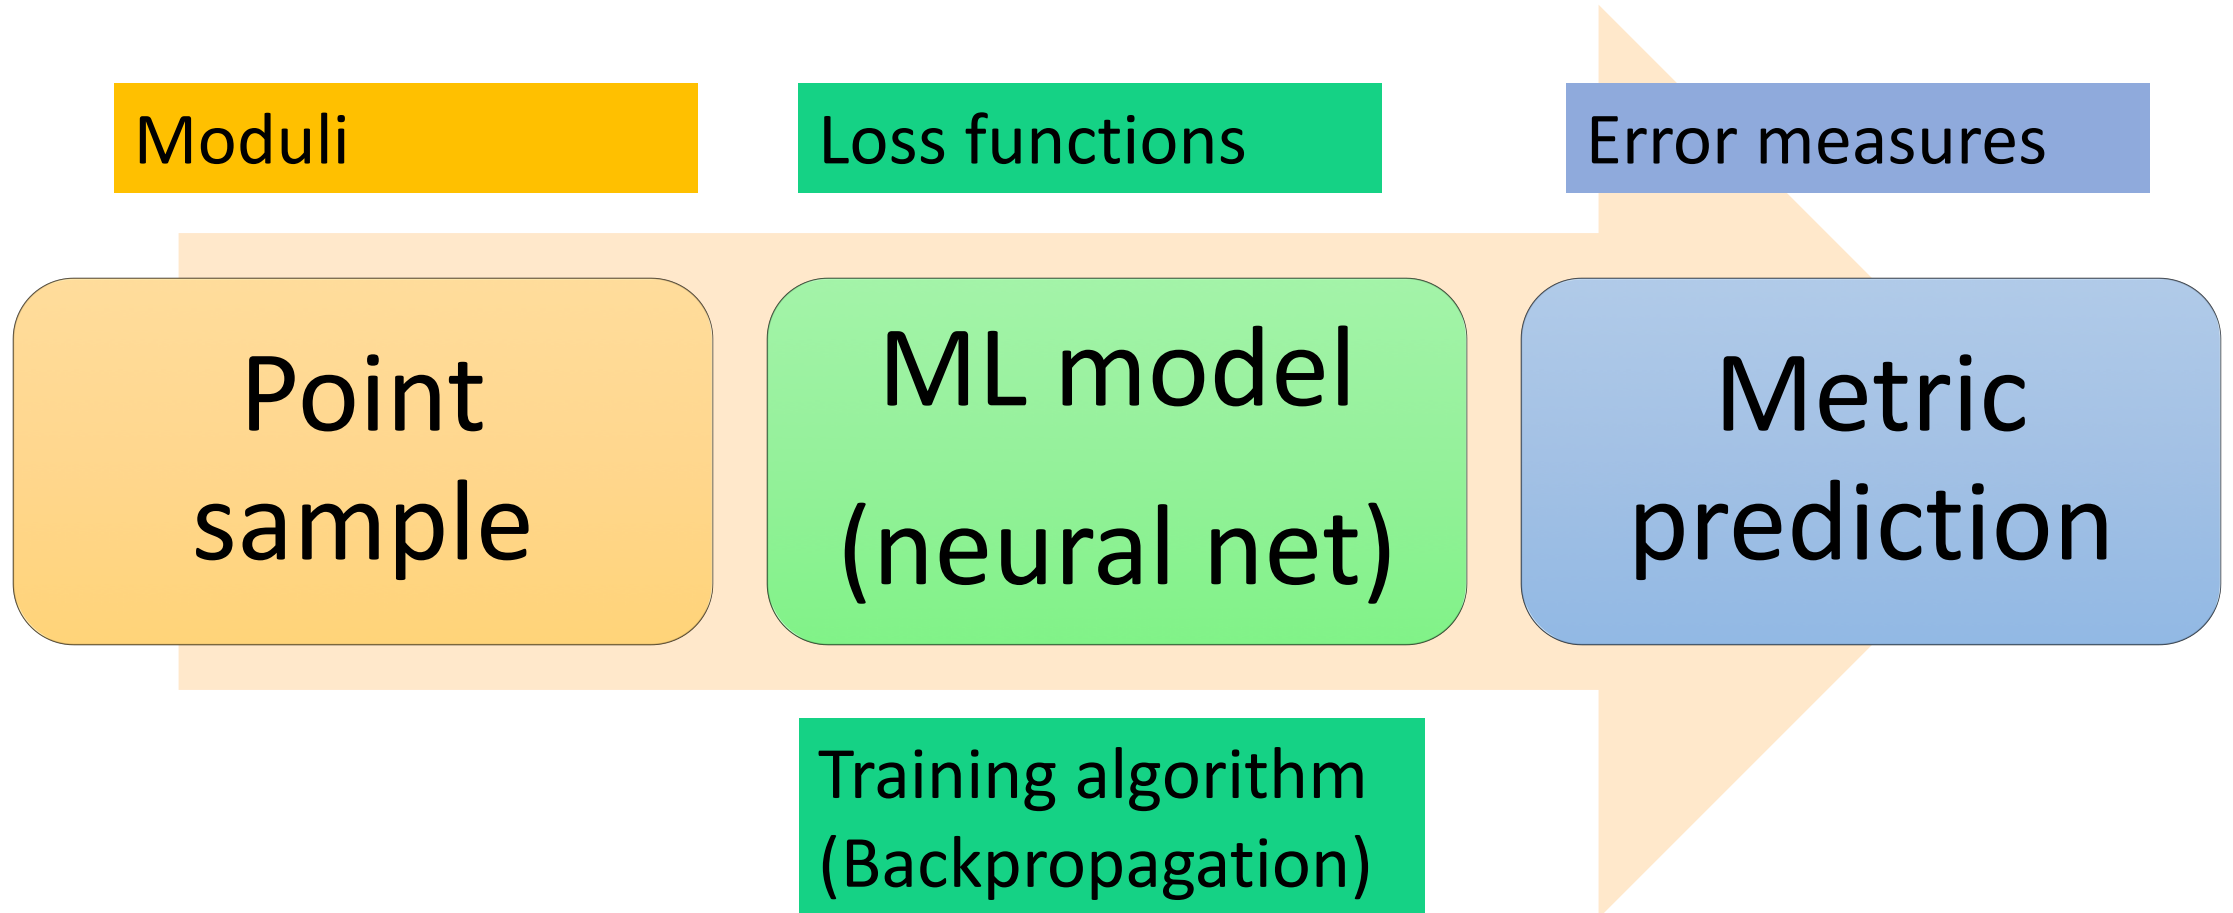 Moduli
Loss functions
Error measures
Point
sample
ML model
(neural net)
Metric
prediction
Training algorithm
(Backpropagation)